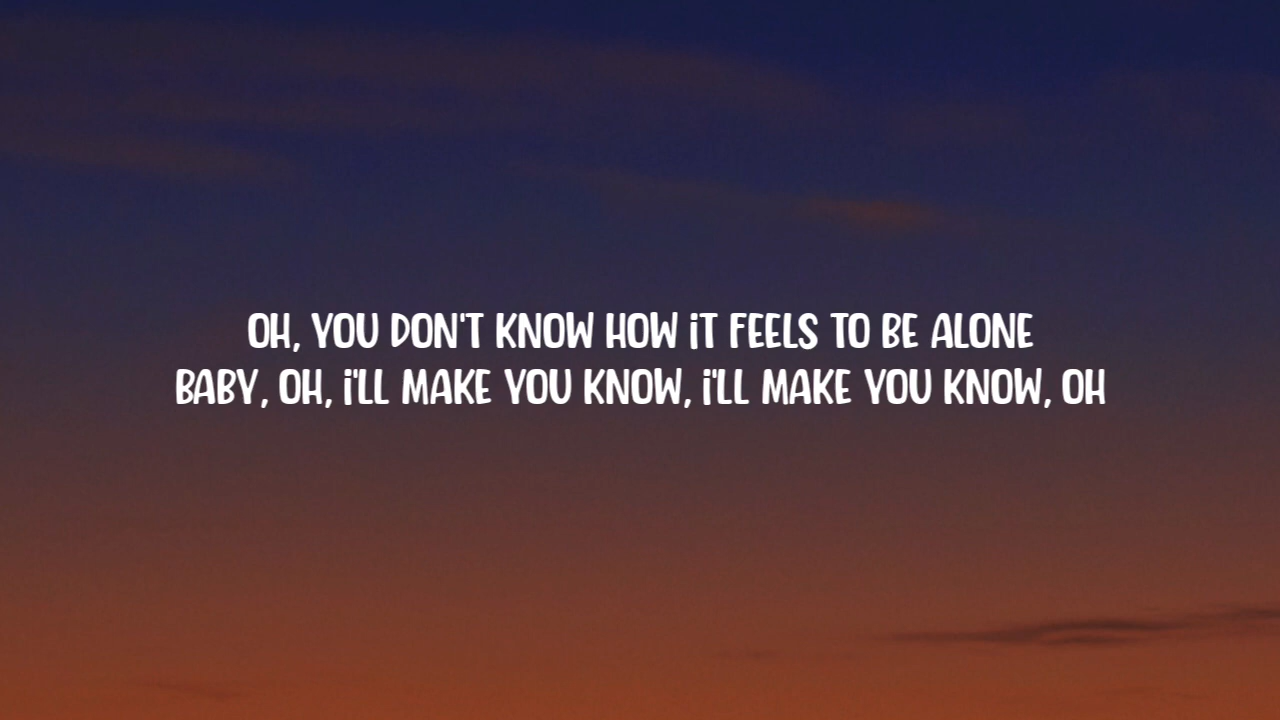 OH, YOU DON'T KNOW HOW iT FEELS TO BE ALONE
BABY, OH, i'LL MAKE YOU KNOW, i'LL MAKE YOU KNOW, OH